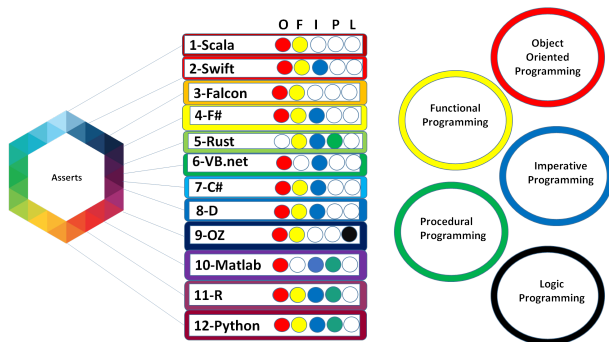 O F I P L
1-Scala
2-Swift
3-Falcon
4-F#
5-Rust
6-VB.net
7-C#
8-D
9-OZ
10-Matlab
11-R
12-Python
Asserts
Object
Oriented
Programming
Functional
Programming
Imperative
Programming
Procedural
Programming
Logic
Programming